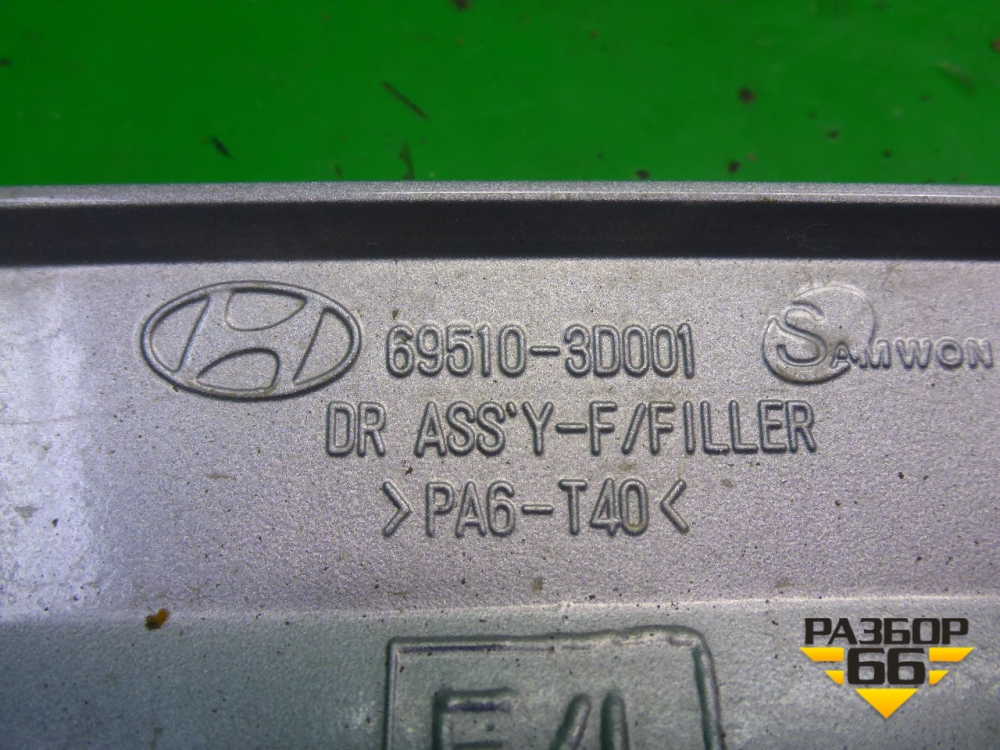 69510-3D001 SAMWON
DR ASS'Y-F/FILLER
>PA6-T40<
РАЗБОР
66